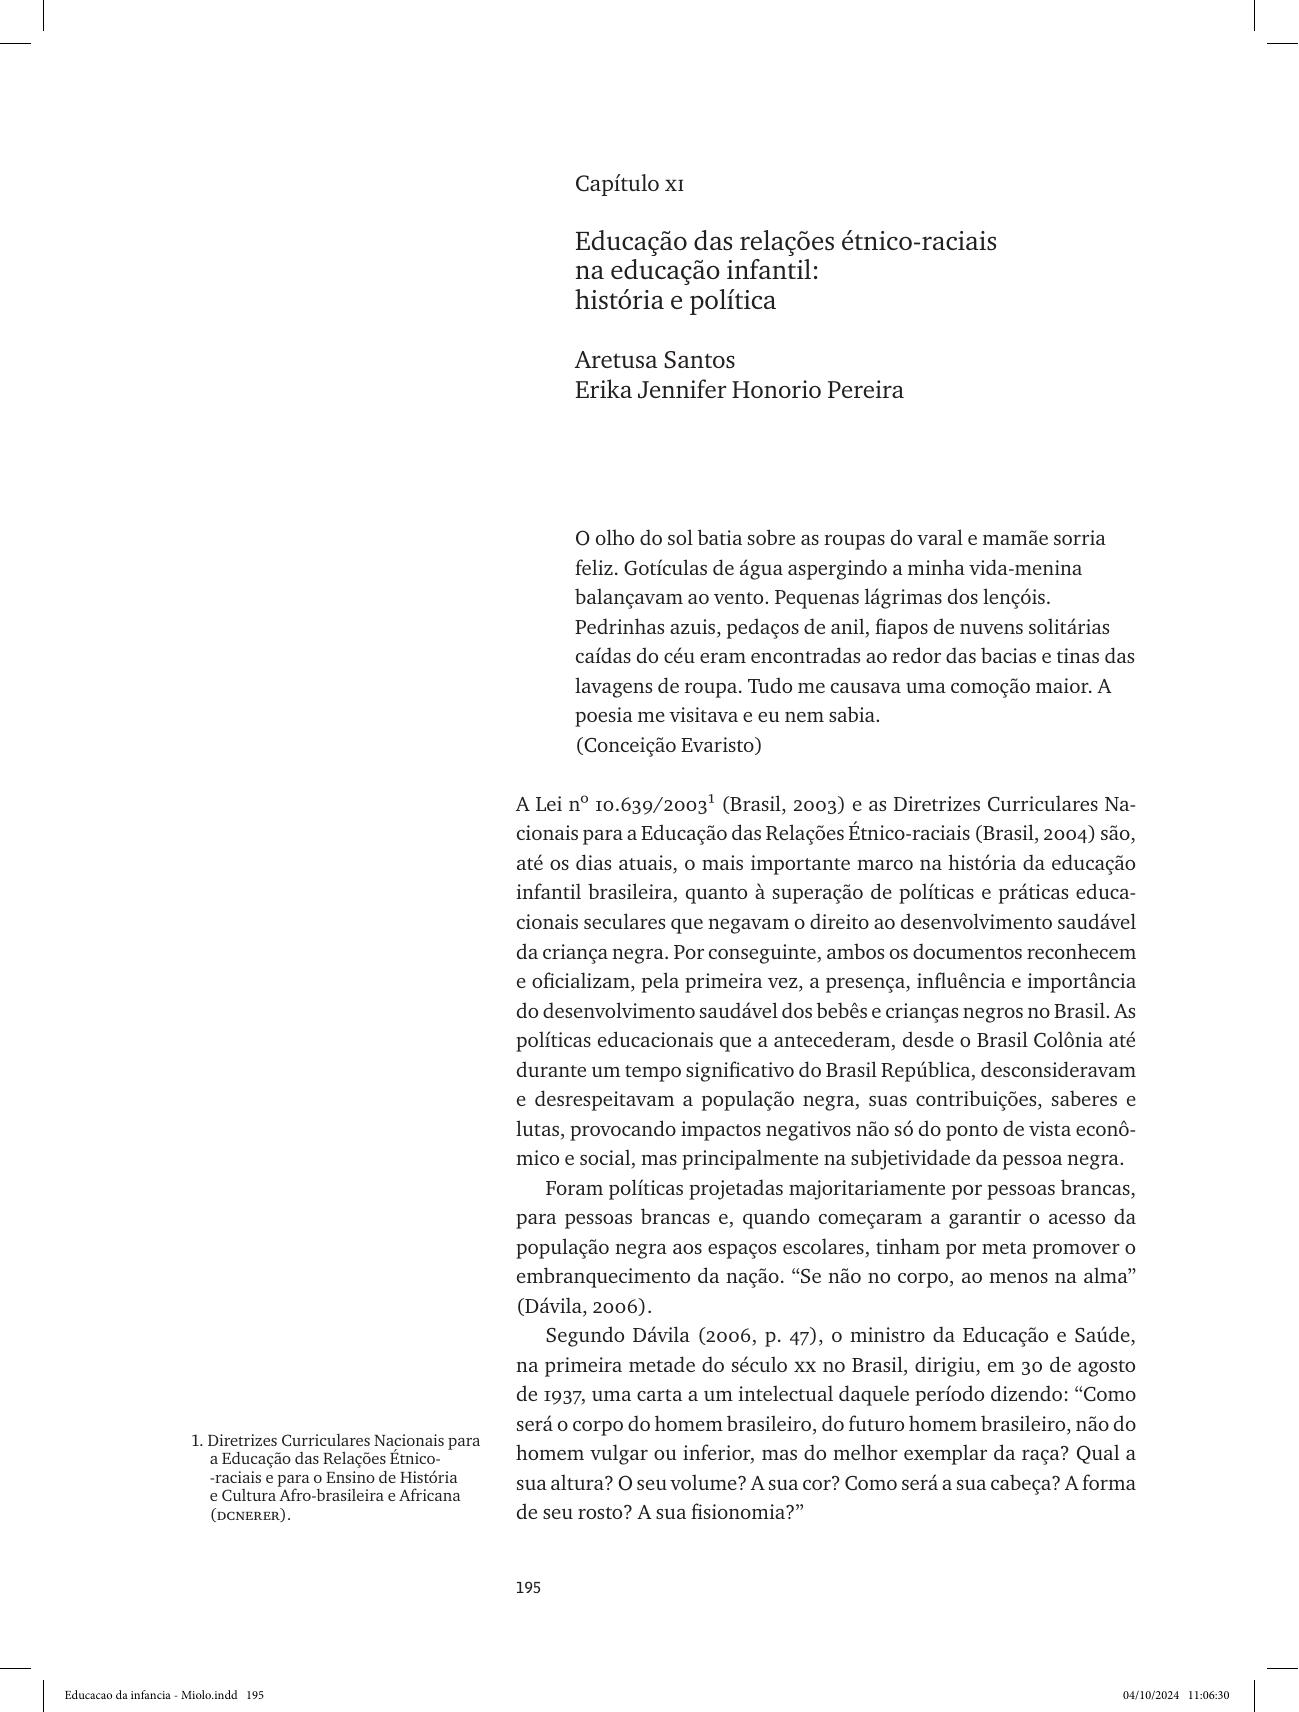 Capítulo XI
Educação das relações étnico-raciais
na educação infantil:
história e política
Aretusa Santos
Erika Jennifer Honorio Pereira
O olho do sol batia sobre as roupas do varal e mamãe sorria
feliz. Gotículas de água aspergindo a minha vida-menina
balançavam ao vento. Pequenas lágrimas dos lençóis.
Pedrinhas azuis, pedaços de anil, fiapos de nuvens solitárias
caídas do céu eram encontradas ao redor das bacias e tinas das
lavagens de roupa. Tudo me causava uma comoção maior. A
poesia me visitava e eu nem sabia.
(Conceição Evaristo)
A Lei nº 10.639/2003¹ (Brasil, 2003) e as Diretrizes Curriculares Na-
cionais para a Educação das Relações Étnico-raciais (Brasil, 2004) são,
até os dias atuais, o mais importante marco na história da educação
infantil brasileira, quanto à superação de políticas e práticas educa-
cionais seculares que negavam o direito ao desenvolvimento saudável
da criança negra. Por conseguinte, ambos os documentos reconhecem
e oficializam, pela primeira vez, a presença, influência e importância
do desenvolvimento saudável dos bebês e crianças negros no Brasil. As
políticas educacionais que a antecederam, desde o Brasil Colônia até
durante um tempo significativo do Brasil República, desconsideravam
e desrespeitavam a população negra, suas contribuições, saberes e
lutas, provocando impactos negativos não só do ponto de vista econô-
mico e social, mas principalmente na subjetividade da pessoa negra.
Foram políticas projetadas majoritariamente por pessoas brancas,
para pessoas brancas e, quando começaram a garantir o acesso da
população negra aos espaços escolares, tinham por meta promover o
embranquecimento da nação. “Se não no corpo, ao menos na alma”
(Dávila, 2006).
Segundo Dávila (2006, p. 47), o ministro da Educação e Saúde,
na primeira metade do século XX no Brasil, dirigiu, em 30 de agosto
de 1937, uma carta a um intelectual daquele período dizendo: “Como
será o corpo do homem brasileiro, do futuro homem brasileiro, não do
homem vulgar ou inferior, mas do melhor exemplar da raça? Qual a
sua altura? O seu volume? A sua cor? Como será a sua cabeça? A forma
de seu rosto? A sua fisionomia?”
1. Diretrizes Curriculares Nacionais para
a Educação das Relações Étnico-
-raciais e para o Ensino de História
e Cultura Afro-brasileira e Africana
(DCNERER).
195
Educacao da infancia - Miolo.indd 195
04/10/2024 11:06:30